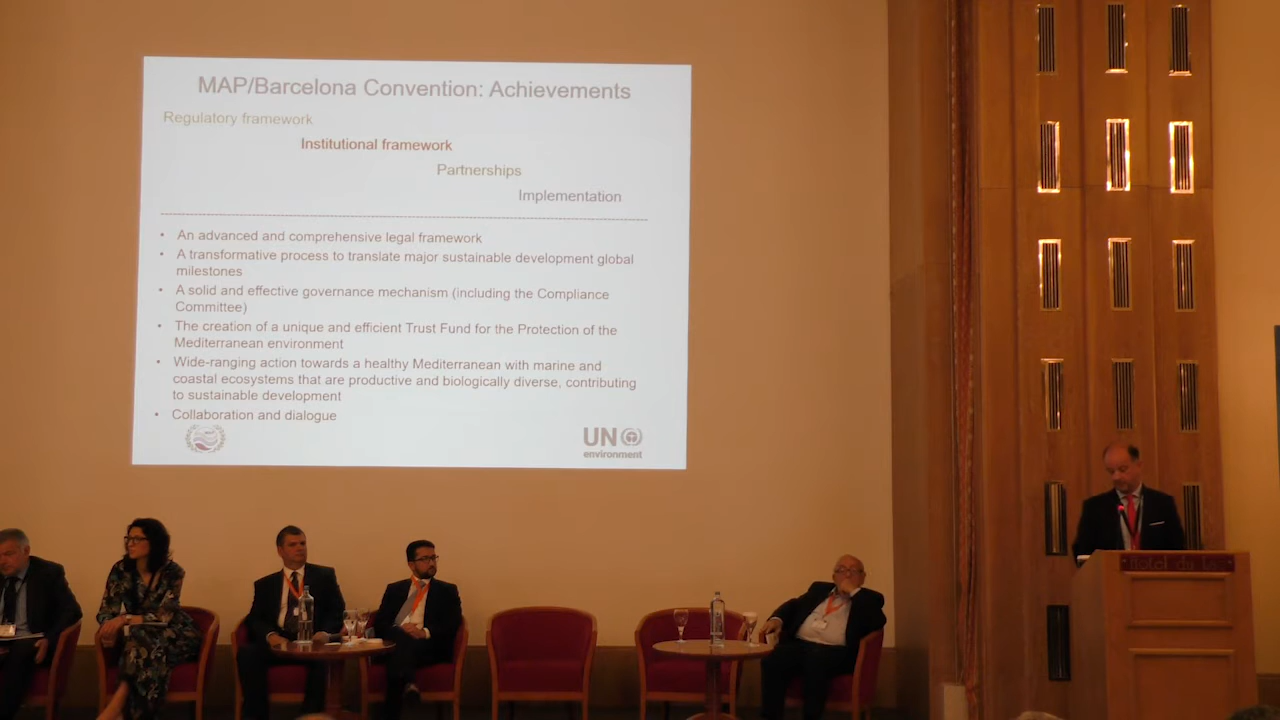 MAP/Barcelona Convention: Achievements
Regulatory framework
Institutional framework
Partnerships
Implementation
• An advanced and comprehensive legal framework
• A transformative process to translate major sustainable development global
milestones
• A solid and effective governance mechanism (including the Compliance
Committee)
• The creation of a unique and efficient Trust Fund for the Protection of the
Mediterranean environment
• Wide-ranging action towards a healthy Mediterranean with marine and
coastal ecosystems that are productive and biologically diverse, contributing
to sustainable development
• Collaboration and dialogue
UN
environment
hotel du